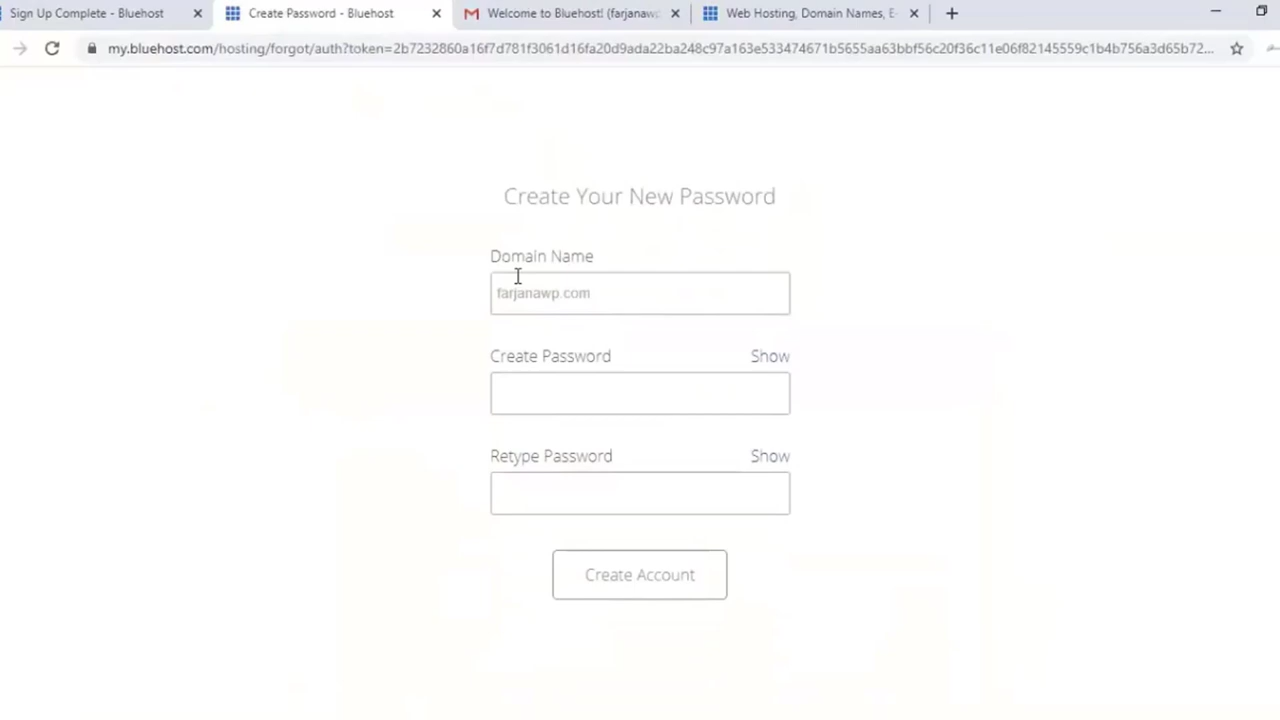 Sign Up Complete - Bluehost
Create Password - Bluehost
Welcome to Bluehost! (farjanawp
Web Hosting, Domain Names, E
my.bluehost.com/hosting/forgot/auth?token=2b7232860a16f7d781f3061d16fa20d9ada22ba248c97a163e533474671b5655aa63bbf56c20f36c11e06f82145559c1b4b756a3d65b72...
Create Your New Password
Domain Name
farjanawp.com
Create Password
Show
Retype Password
Show
Create Account